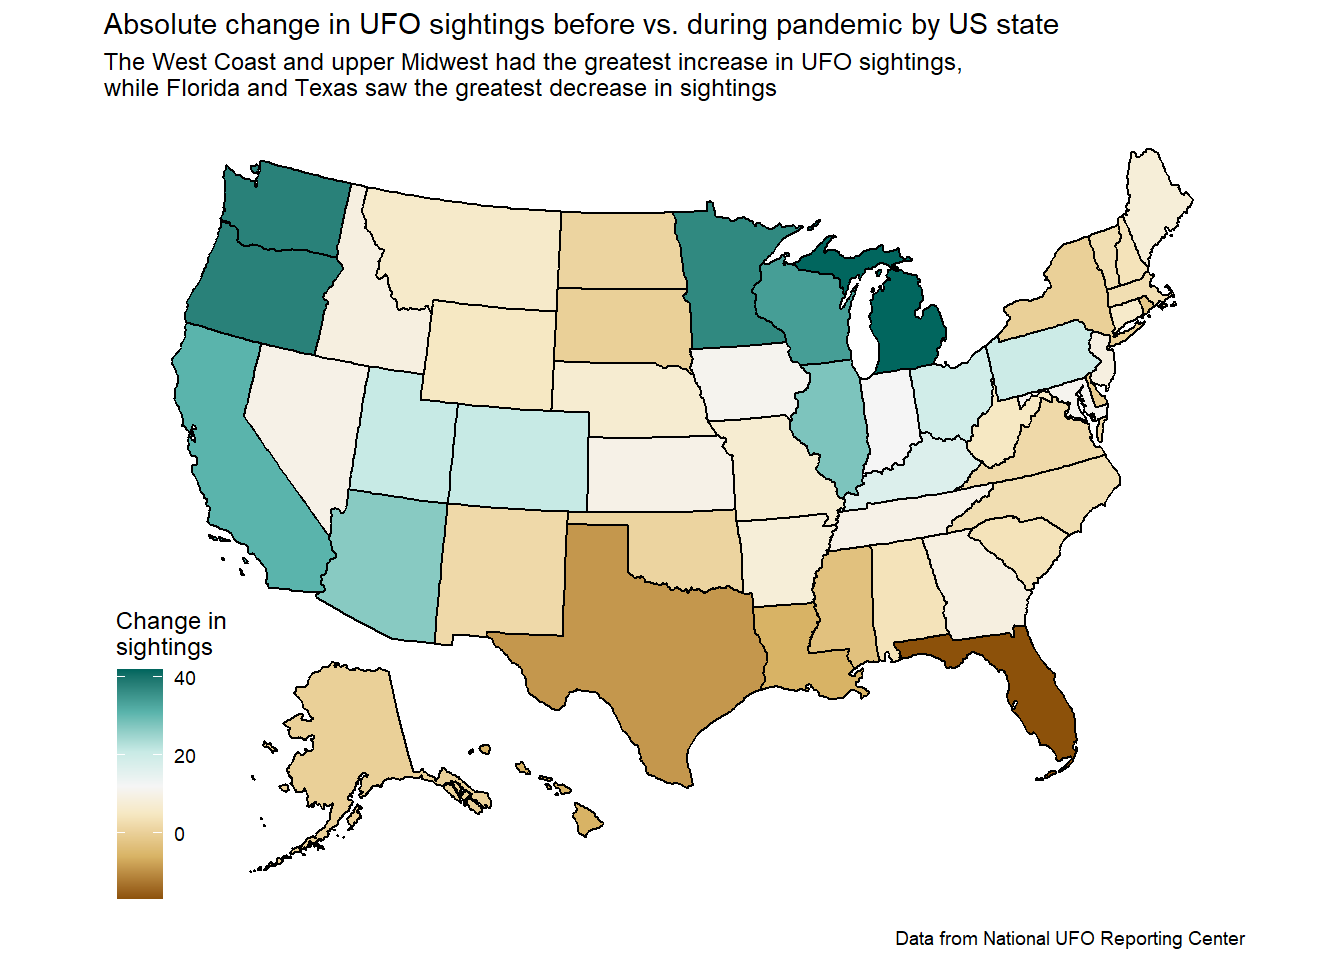 Absolute change in UFO sightings before vs. during pandemic by US state
The West Coast and upper Midwest had the greatest increase in UFO sightings,
while Florida and Texas saw the greatest decrease in sightings
Change in
sightings
40
20
0
Data from National UFO Reporting Center